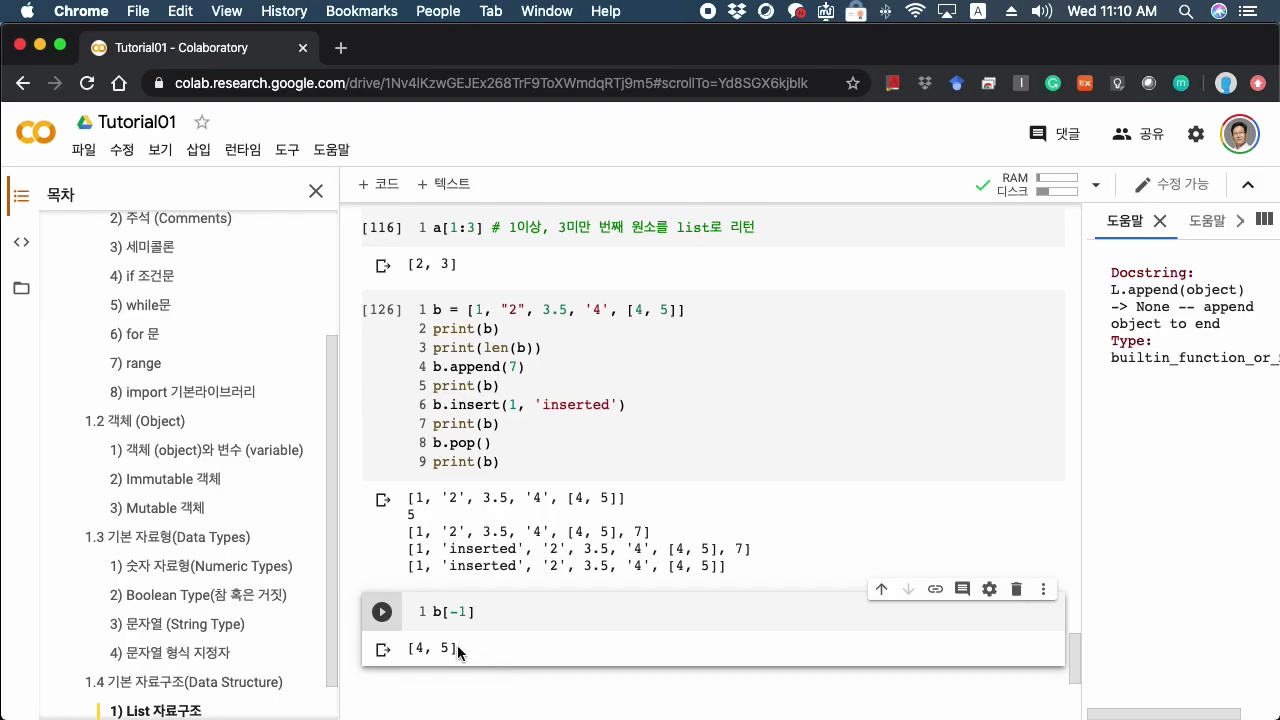 Chrome File Edit View History Bookmarks People Tab Window Help
A Wed 11:10 AM
Tutorial01 - Colaboratory
colab.research.google.com/drive/1Nv4lKzwGEJEx268TrF9ToXWmdqRTj9m5#scrollTo=Yd8SGX6kjblk
Tutorial01
파일 수정 보기 삽입 런타임 도구 도움말
댓글 공유
목차
+ 코드 + 텍스트
RAM
디스크
수정 가능
2) 주석 (Comments)
3) 세미콜론
4) if 조건문
5) while문
6) for 문
7) range
8) import 기본라이브러리
1.2 객체 (Object)
1) 객체 (object)와 변수 (variable)
2) Immutable 객체
3) Mutable 객체
1.3 기본 자료형(Data Types)
1) 숫자 자료형(Numeric Types)
2) Boolean Type(참 혹은 거짓)
3) 문자열 (String Type)
4) 문자열 형식 지정자
1.4 기본 자료구조(Data Structure)
1) List 자료구조
[116] 1 a[1:3] # 1이상, 3미만 번째 원소를 list로 리턴
[2, 3]
[126] 1 b = [1, "2", 3.5, '4', [4, 5]]
2 print(b)
3 print(len(b))
4 b.append(7)
5 print(b)
6 b.insert(1, 'inserted')
7 print(b)
8 b.pop()
9 print(b)
[1, '2', 3.5, '4', [4, 5]]
5
[1, '2', 3.5, '4', [4, 5], 7]
[1, 'inserted', '2', 3.5, '4', [4, 5], 7]
[1, 'inserted', '2', 3.5, '4', [4, 5]]
1 b[-1]
[4, 5]
도움말 도움말
Docstring:
L.append(object)
-> None -- append
object to end
Type:
builtin_function_or_